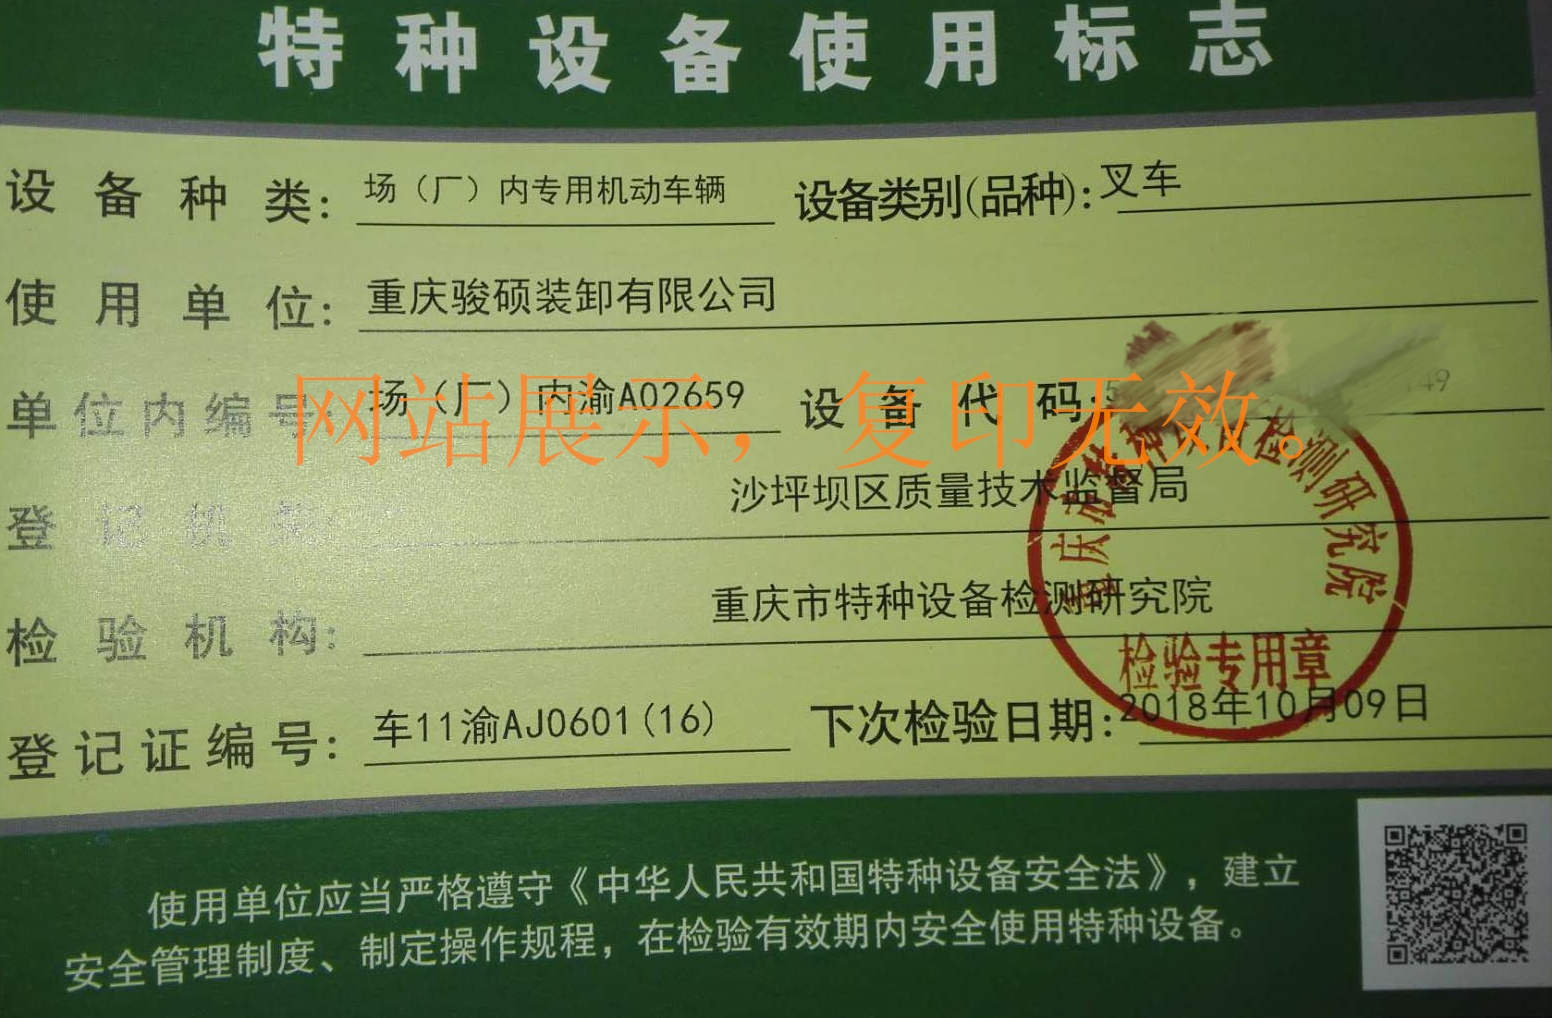 特种设备使用标志
设备种类: 场（厂）内专用机动车辆 设备类别(品种): 叉车
使用单位: 重庆骏硕装卸有限公司
单位内编号: 场（厂）内渝A02659 设备代码:
网站展示，复印无效。
登记机关: 沙坪坝区质量技术监督局
检验机构: 重庆市特种设备检测研究院
检测研究院
检验专用章
登记证编号: 车11渝AJ0601(16) 下次检验日期: 2018年10月09日
使用单位应当严格遵守《中华人民共和国特种设备安全法》，建立
安全管理制度、制定操作规程，在检验有效期内安全使用特种设备。